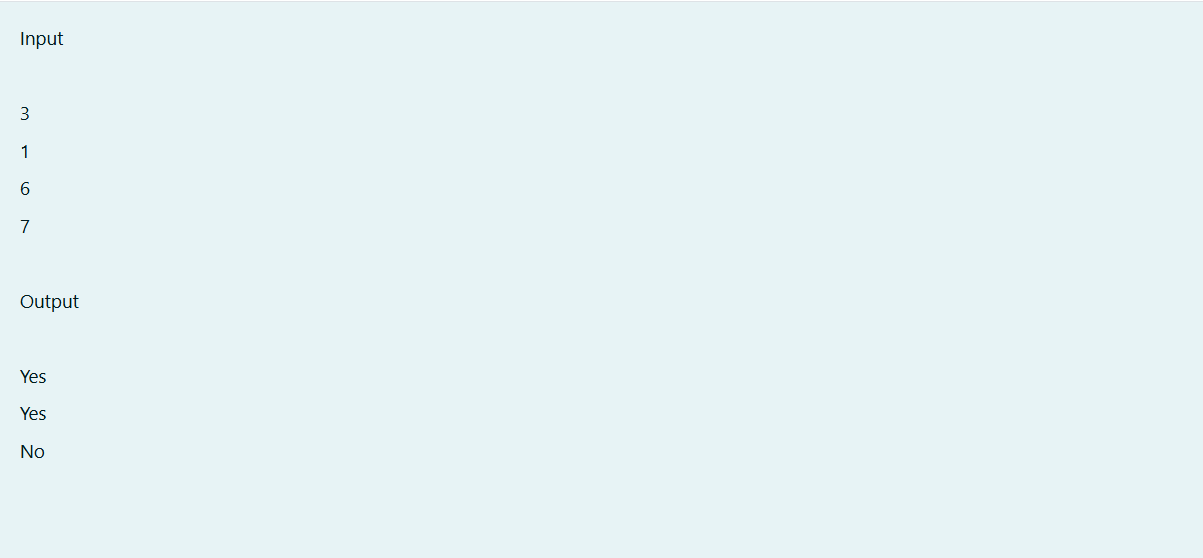 Input
3
1
6
7
Output
Yes
Yes
No